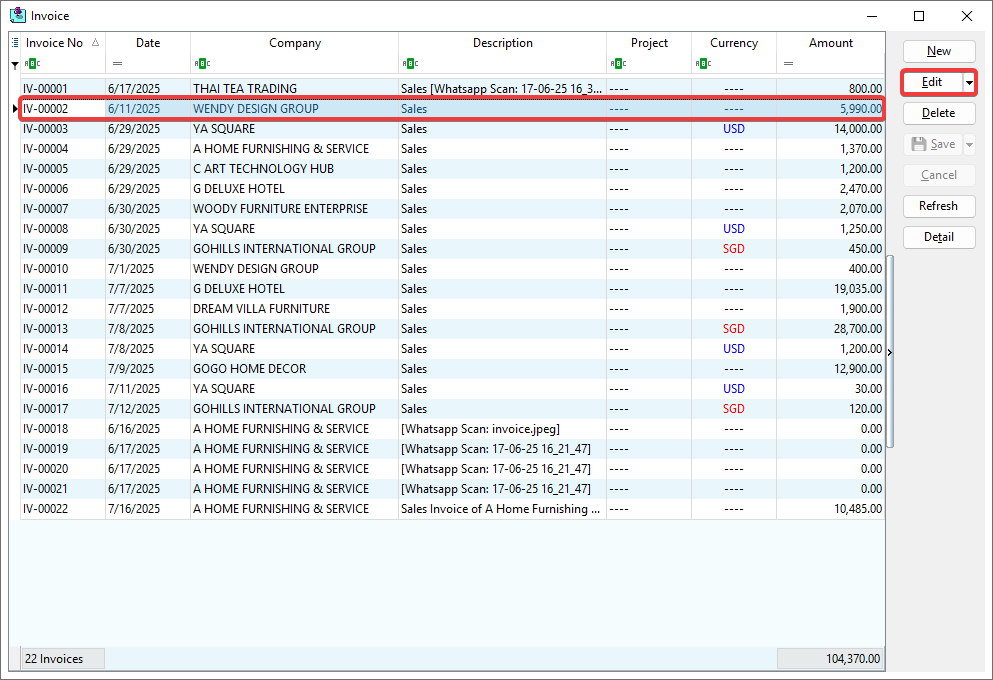 Invoice
Invoice No Date Company Description Project Currency Amount
IV-00001 6/17/2025 THAI TEA TRADING Sales [Whatsapp Scan: 17-06-25 16_3... ---- ---- 800.00
IV-00002 6/11/2025 WENDY DESIGN GROUP Sales ---- ---- 5,990.00
IV-00003 6/29/2025 YA SQUARE Sales ---- USD 14,000.00
IV-00004 6/29/2025 A HOME FURNISHING & SERVICE Sales ---- ---- 1,370.00
IV-00005 6/29/2025 C ART TECHNOLOGY HUB Sales ---- ---- 1,200.00
IV-00006 6/29/2025 G DELUXE HOTEL Sales ---- ---- 2,470.00
IV-00007 6/30/2025 WOODY FURNITURE ENTERPRISE Sales ---- ---- 2,070.00
IV-00008 6/30/2025 YA SQUARE Sales ---- USD 1,250.00
IV-00009 6/30/2025 GOHILLS INTERNATIONAL GROUP Sales ---- SGD 450.00
IV-00010 7/1/2025 WENDY DESIGN GROUP Sales ---- ---- 400.00
IV-00011 7/7/2025 G DELUXE HOTEL Sales ---- ---- 19,035.00
IV-00012 7/7/2025 DREAM VILLA FURNITURE Sales ---- ---- 1,900.00
IV-00013 7/8/2025 GOHILLS INTERNATIONAL GROUP Sales ---- SGD 28,700.00
IV-00014 7/8/2025 YA SQUARE Sales ---- USD 1,200.00
IV-00015 7/9/2025 GOGO HOME DECOR Sales ---- ---- 12,900.00
IV-00016 7/11/2025 YA SQUARE Sales ---- USD 30.00
IV-00017 7/12/2025 GOHILLS INTERNATIONAL GROUP Sales ---- SGD 120.00
IV-00018 6/16/2025 A HOME FURNISHING & SERVICE [Whatsapp Scan: invoice.jpeg] ---- ---- 0.00
IV-00019 6/17/2025 A HOME FURNISHING & SERVICE [Whatsapp Scan: 17-06-25 16_21_47] ---- ---- 0.00
IV-00020 6/17/2025 A HOME FURNISHING & SERVICE [Whatsapp Scan: 17-06-25 16_21_47] ---- ---- 0.00
IV-00021 6/17/2025 A HOME FURNISHING & SERVICE [Whatsapp Scan: 17-06-25 16_21_47] ---- ---- 0.00
IV-00022 7/16/2025 A HOME FURNISHING & SERVICE Sales Invoice of A Home Furnishing ... ---- ---- 10,485.00
22 Invoices 104,370.00
New
Edit
Delete
Save
Cancel
Refresh
Detail